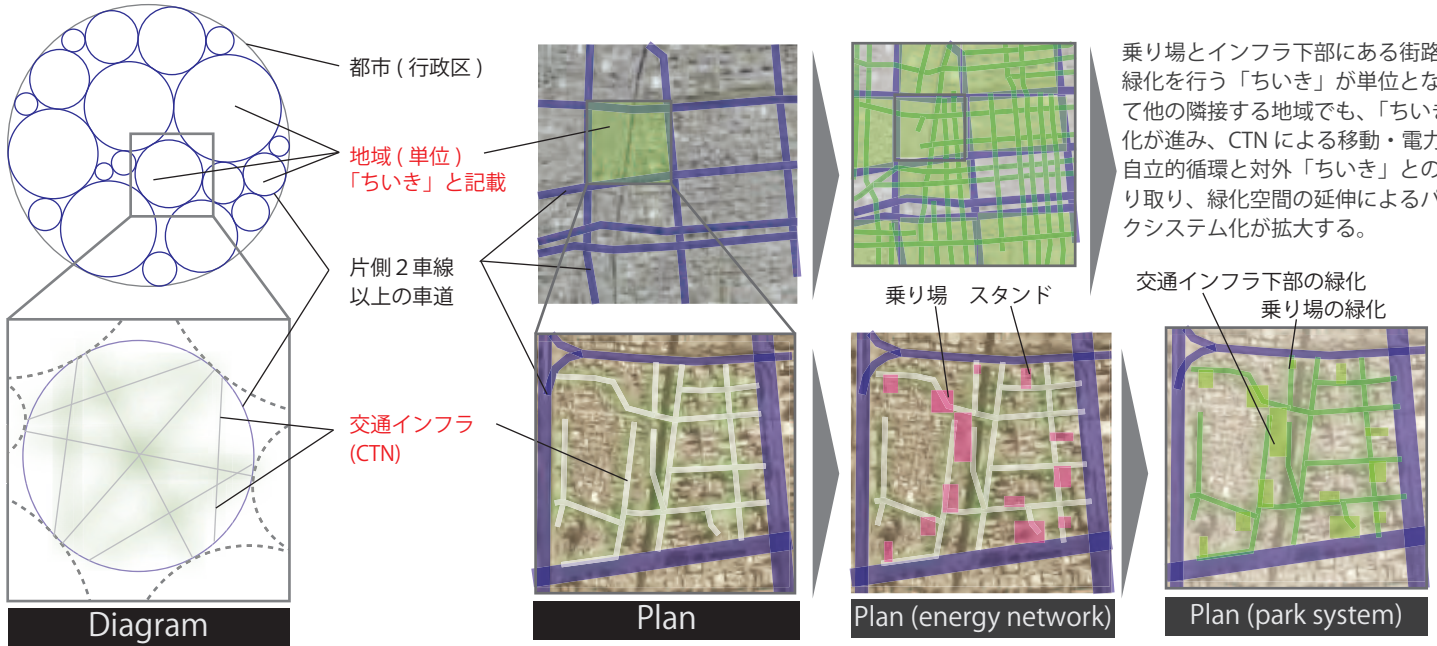 都市 ( 行政区 )
地域 ( 単位 )
「ちいき」と記載
片側２車線
以上の車道
交通インフラ
(CTN)
Diagram
Plan
乗り場
スタンド
Plan (energy network)
乗り場とインフラ下部にある街路
緑化を行う「ちいき」が単位とな
て他の隣接する地域でも、「ちいき
化が進み、CTN による移動・電力
自立的循環と対外「ちいき」との
り取り、緑化空間の延伸によるパ
クシステム化が拡大する。
交通インフラ下部の緑化
乗り場の緑化
Plan (park system)